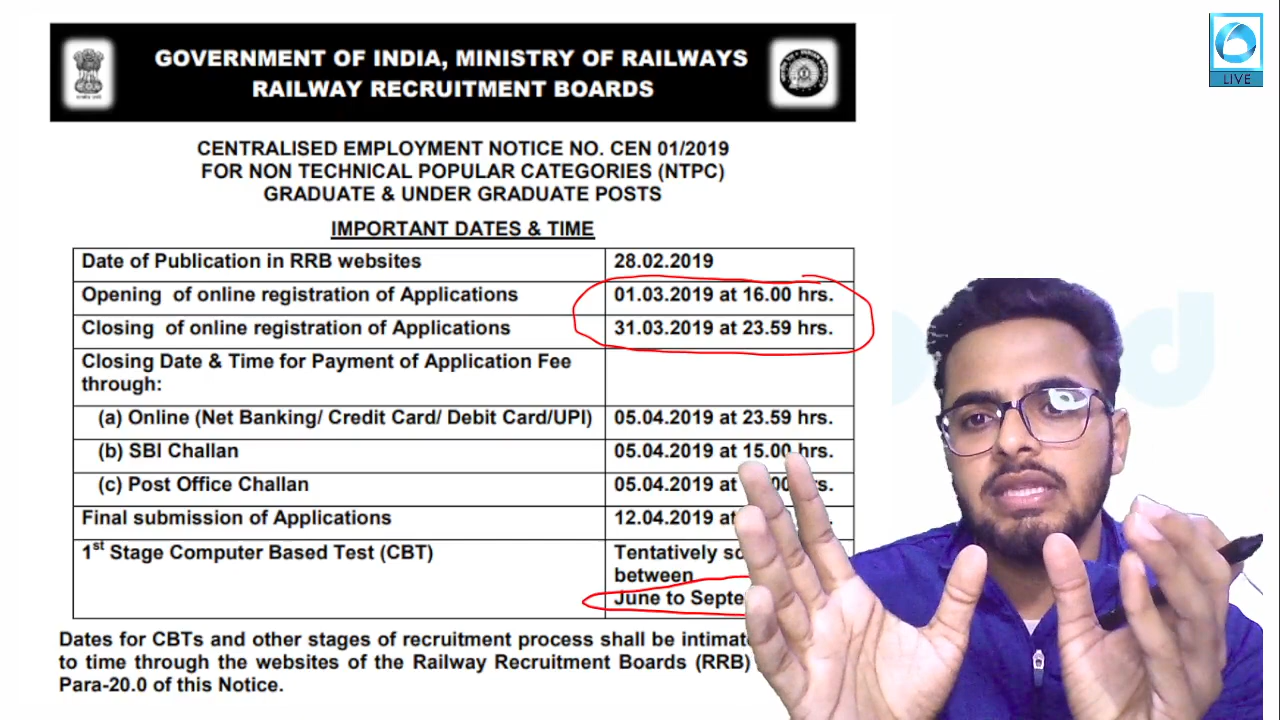 GOVERNMENT OF INDIA, MINISTRY OF RAILWAYS
RAILWAY RECRUITMENT BOARDS
LIVE
CENTRALISED EMPLOYMENT NOTICE NO. CEN 01/2019
FOR NON TECHNICAL POPULAR CATEGORIES (NTPC)
GRADUATE & UNDER GRADUATE POSTS
IMPORTANT DATES & TIME
Date of Publication in RRB websites 28.02.2019
Opening of online registration of Applications 01.03.2019 at 16.00 hrs.
Closing of online registration of Applications 31.03.2019 at 23.59 hrs.
Closing Date & Time for Payment of Application Fee
through:
(a) Online (Net Banking/ Credit Card/ Debit Card/UPI) 05.04.2019 at 23.59 hrs.
(b) SBI Challan 05.04.2019 at 15.00 hrs.
(c) Post Office Challan 05.04.2019 at hrs.
Final submission of Applications 12.04.2019 at
1st Stage Computer Based Test (CBT) Tentatively
between
June to
Dates for CBTs and other stages of recruitment process shall be
to time through the websites of the Railway Recruitment Boards (RRB)
Para-20.0 of this Notice.